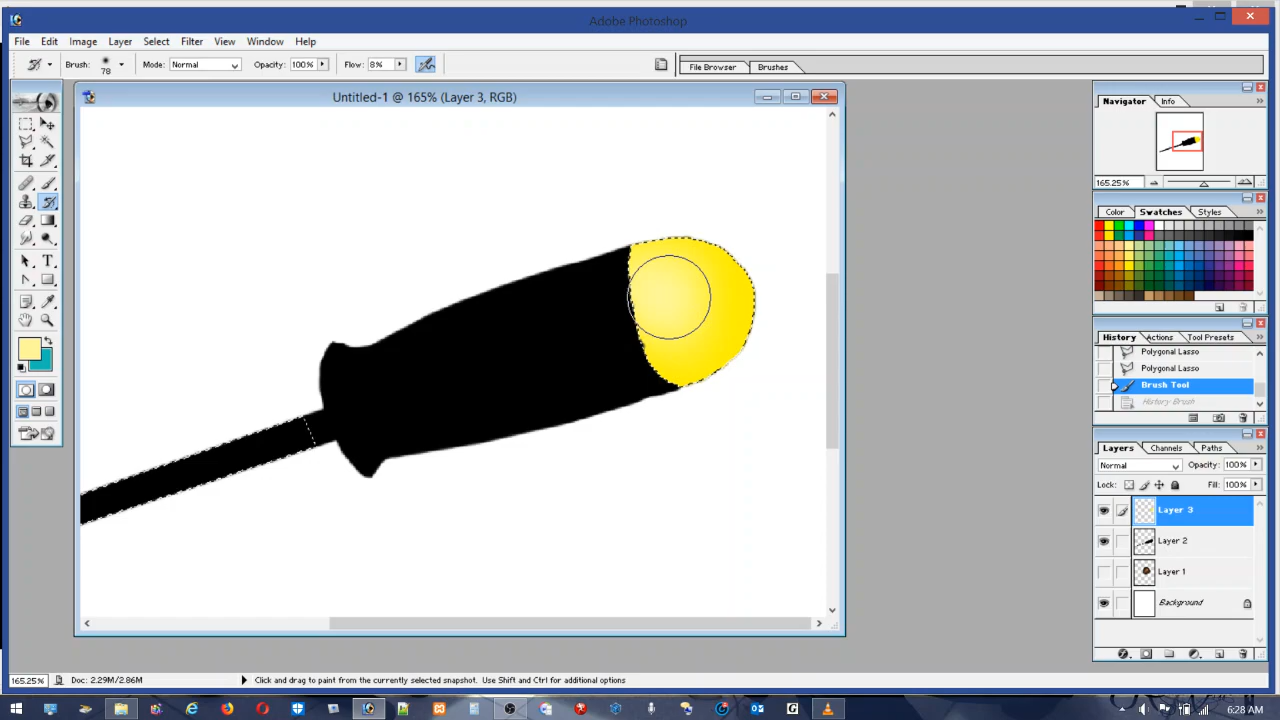 Adobe Photoshop
File Edit Image Layer Select Filter View Window Help
Brush: 78 Mode: Normal Opacity: 100% Flow: 8% File Browser Brushes
Untitled-1 @ 165% (Layer 3, RGB)
Navigator Info
165.25%
Color Swatches Styles
History Actions Tool Presets
Polygonal Lasso
Polygonal Lasso
Brush Tool
History Brush
Layers Channels Paths
Normal Opacity: 100%
Lock: Fill: 100%
Layer 3
Layer 2
Layer 1
Background
165.25% Doc: 2.29M/2.86M Click and drag to paint from the currently selected snapshot. Use Shift and Ctrl for additional options
6:28 AM